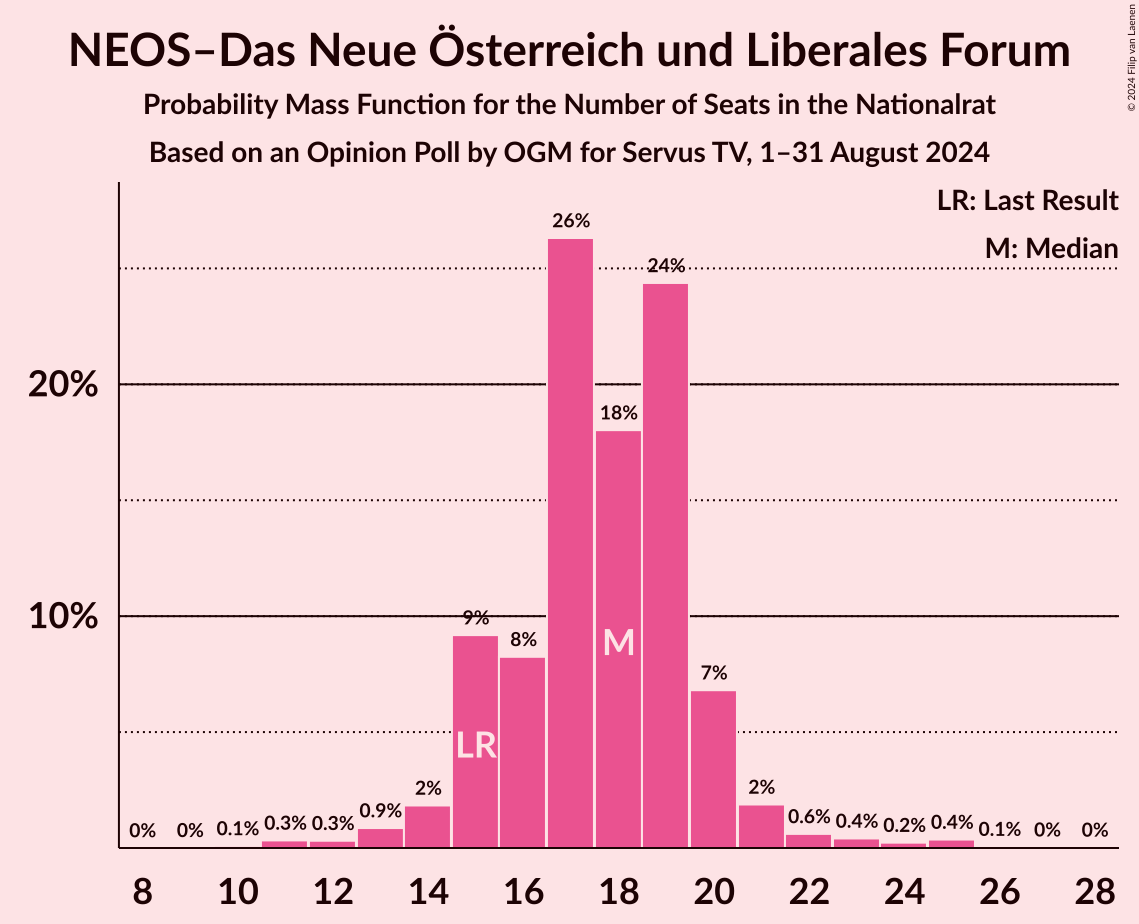 NEOS–Das Neue Österreich und Liberales Forum
Probability Mass Function for the Number of Seats in the Nationalrat
Based on an Opinion Poll by OGM for Servus TV, 1–31 August 2024
© 2024 Filip van Laenen
LR: Last Result
M: Median
26%
24%
20%
18%
10%
9%
8%
M
7%
LR
2%
2%
0% 0% 0.1% 0.3% 0.3% 0.9% 0.6% 0.4% 0.2% 0.4% 0.1% 0% 0%
8 10 12 14 16 18 20 22 24 26 28